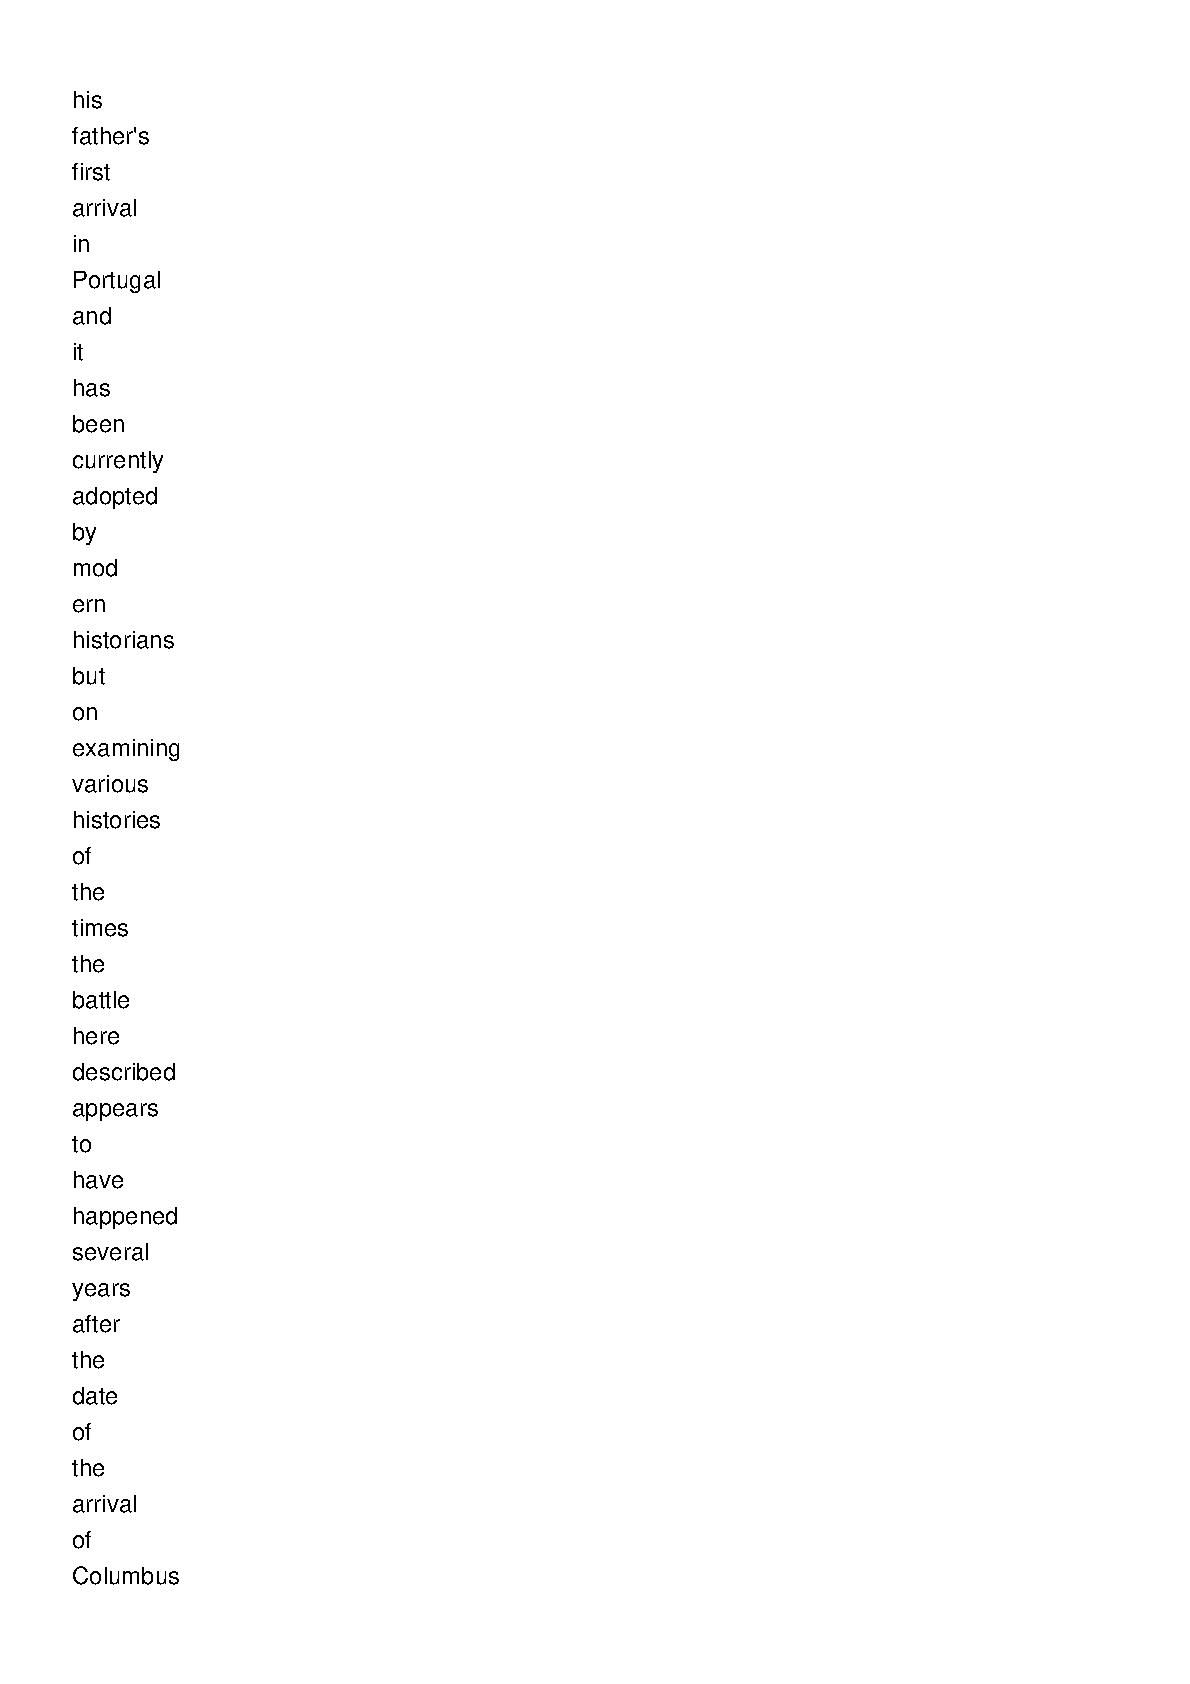 his
father's
first
arrival
in
Portugal
and
it
has
been
currently
adopted
by
mod
ern
historians
but
on
examining
various
histories
of
the
times
the
battle
here
described
appears
to
have
happened
several
years
after
the
date
of
the
arrival
of
Columbus